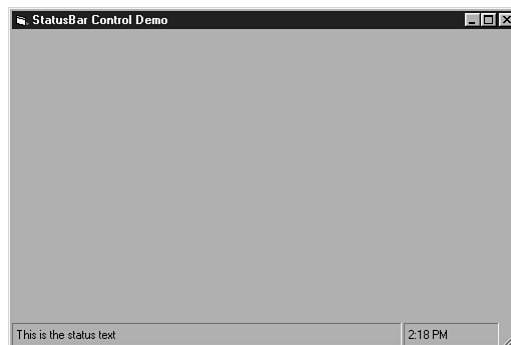 StatusBar Control Demo
This is the status text
2:18 PM